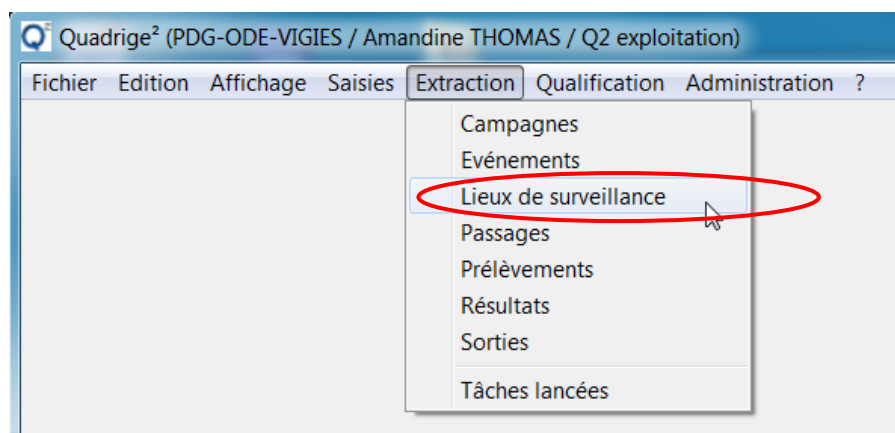 Quadrige² (PDG-ODE-VIGIES / Amandine THOMAS / Q2 exploitation)
Fichier Edition Affichage Saisies Extraction Qualification Administration ?
Campagnes
Evénements
Lieux de surveillance
Passages
Prélèvements
Résultats
Sorties
Tâches lancées